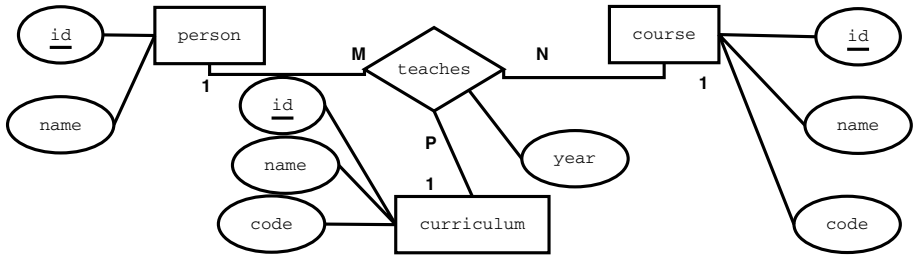 id
person
M
teaches
N
course
id
1
1
id
name
name
name
P
year
1
code
curriculum
code